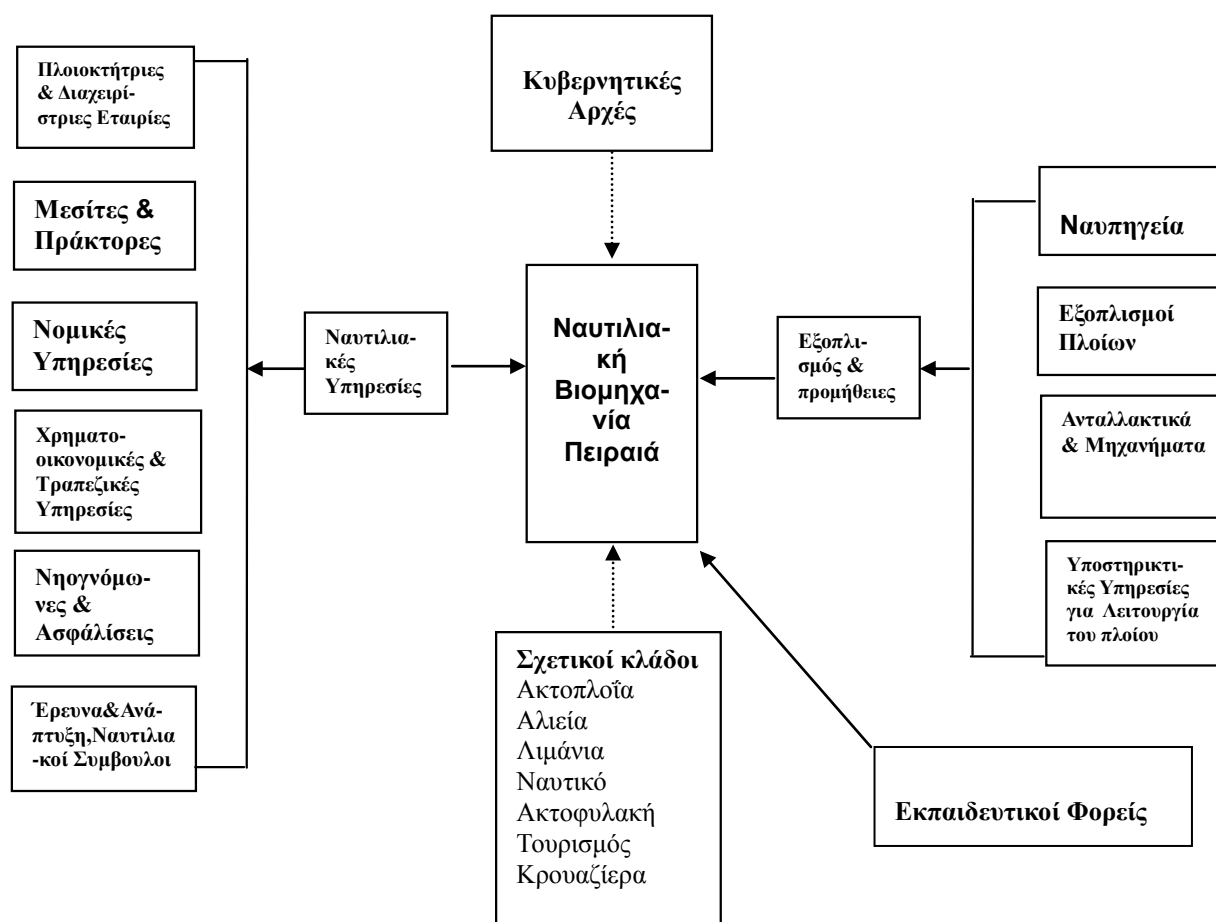 Πλοιοκτήτριες
& Διαχειρί-
στριες Εταιρίες
Μεσίτες &
Πράκτορες
Νομικές
Υπηρεσίες
Χρηματο-
οικονομικές &
Τραπεζικές
Υπηρεσίες
Νηογνόμω-
νες &
Ασφάλίσεις
Έρευνα&Ανά-
πτυξη,Ναυτιλια
-κοί Συμβουλοι
Ναυτιλια-
κές
Υπηρεσίες
Κυβερνητικές
Αρχές
Ναυτιλια-
κή
Βιομηχα-
νία
Πειραιά
Σχετικοί κλάδοι
Ακτοπλοΐα
Αλιεία
Λιμάνια
Ναυτικό
Ακτοφυλακή
Τουρισμός
Κρουαζίερα
Εξοπλι-
σμός &
προμήθειες
Ναυπηγεία
Εξοπλισμοί
Πλοίων
Ανταλλακτικά
& Μηχανήματα
Υποστηρικτι-
κές Υπηρεσίες
για Λειτουργία
του πλοίου
Εκπαιδευτικοί Φορείς